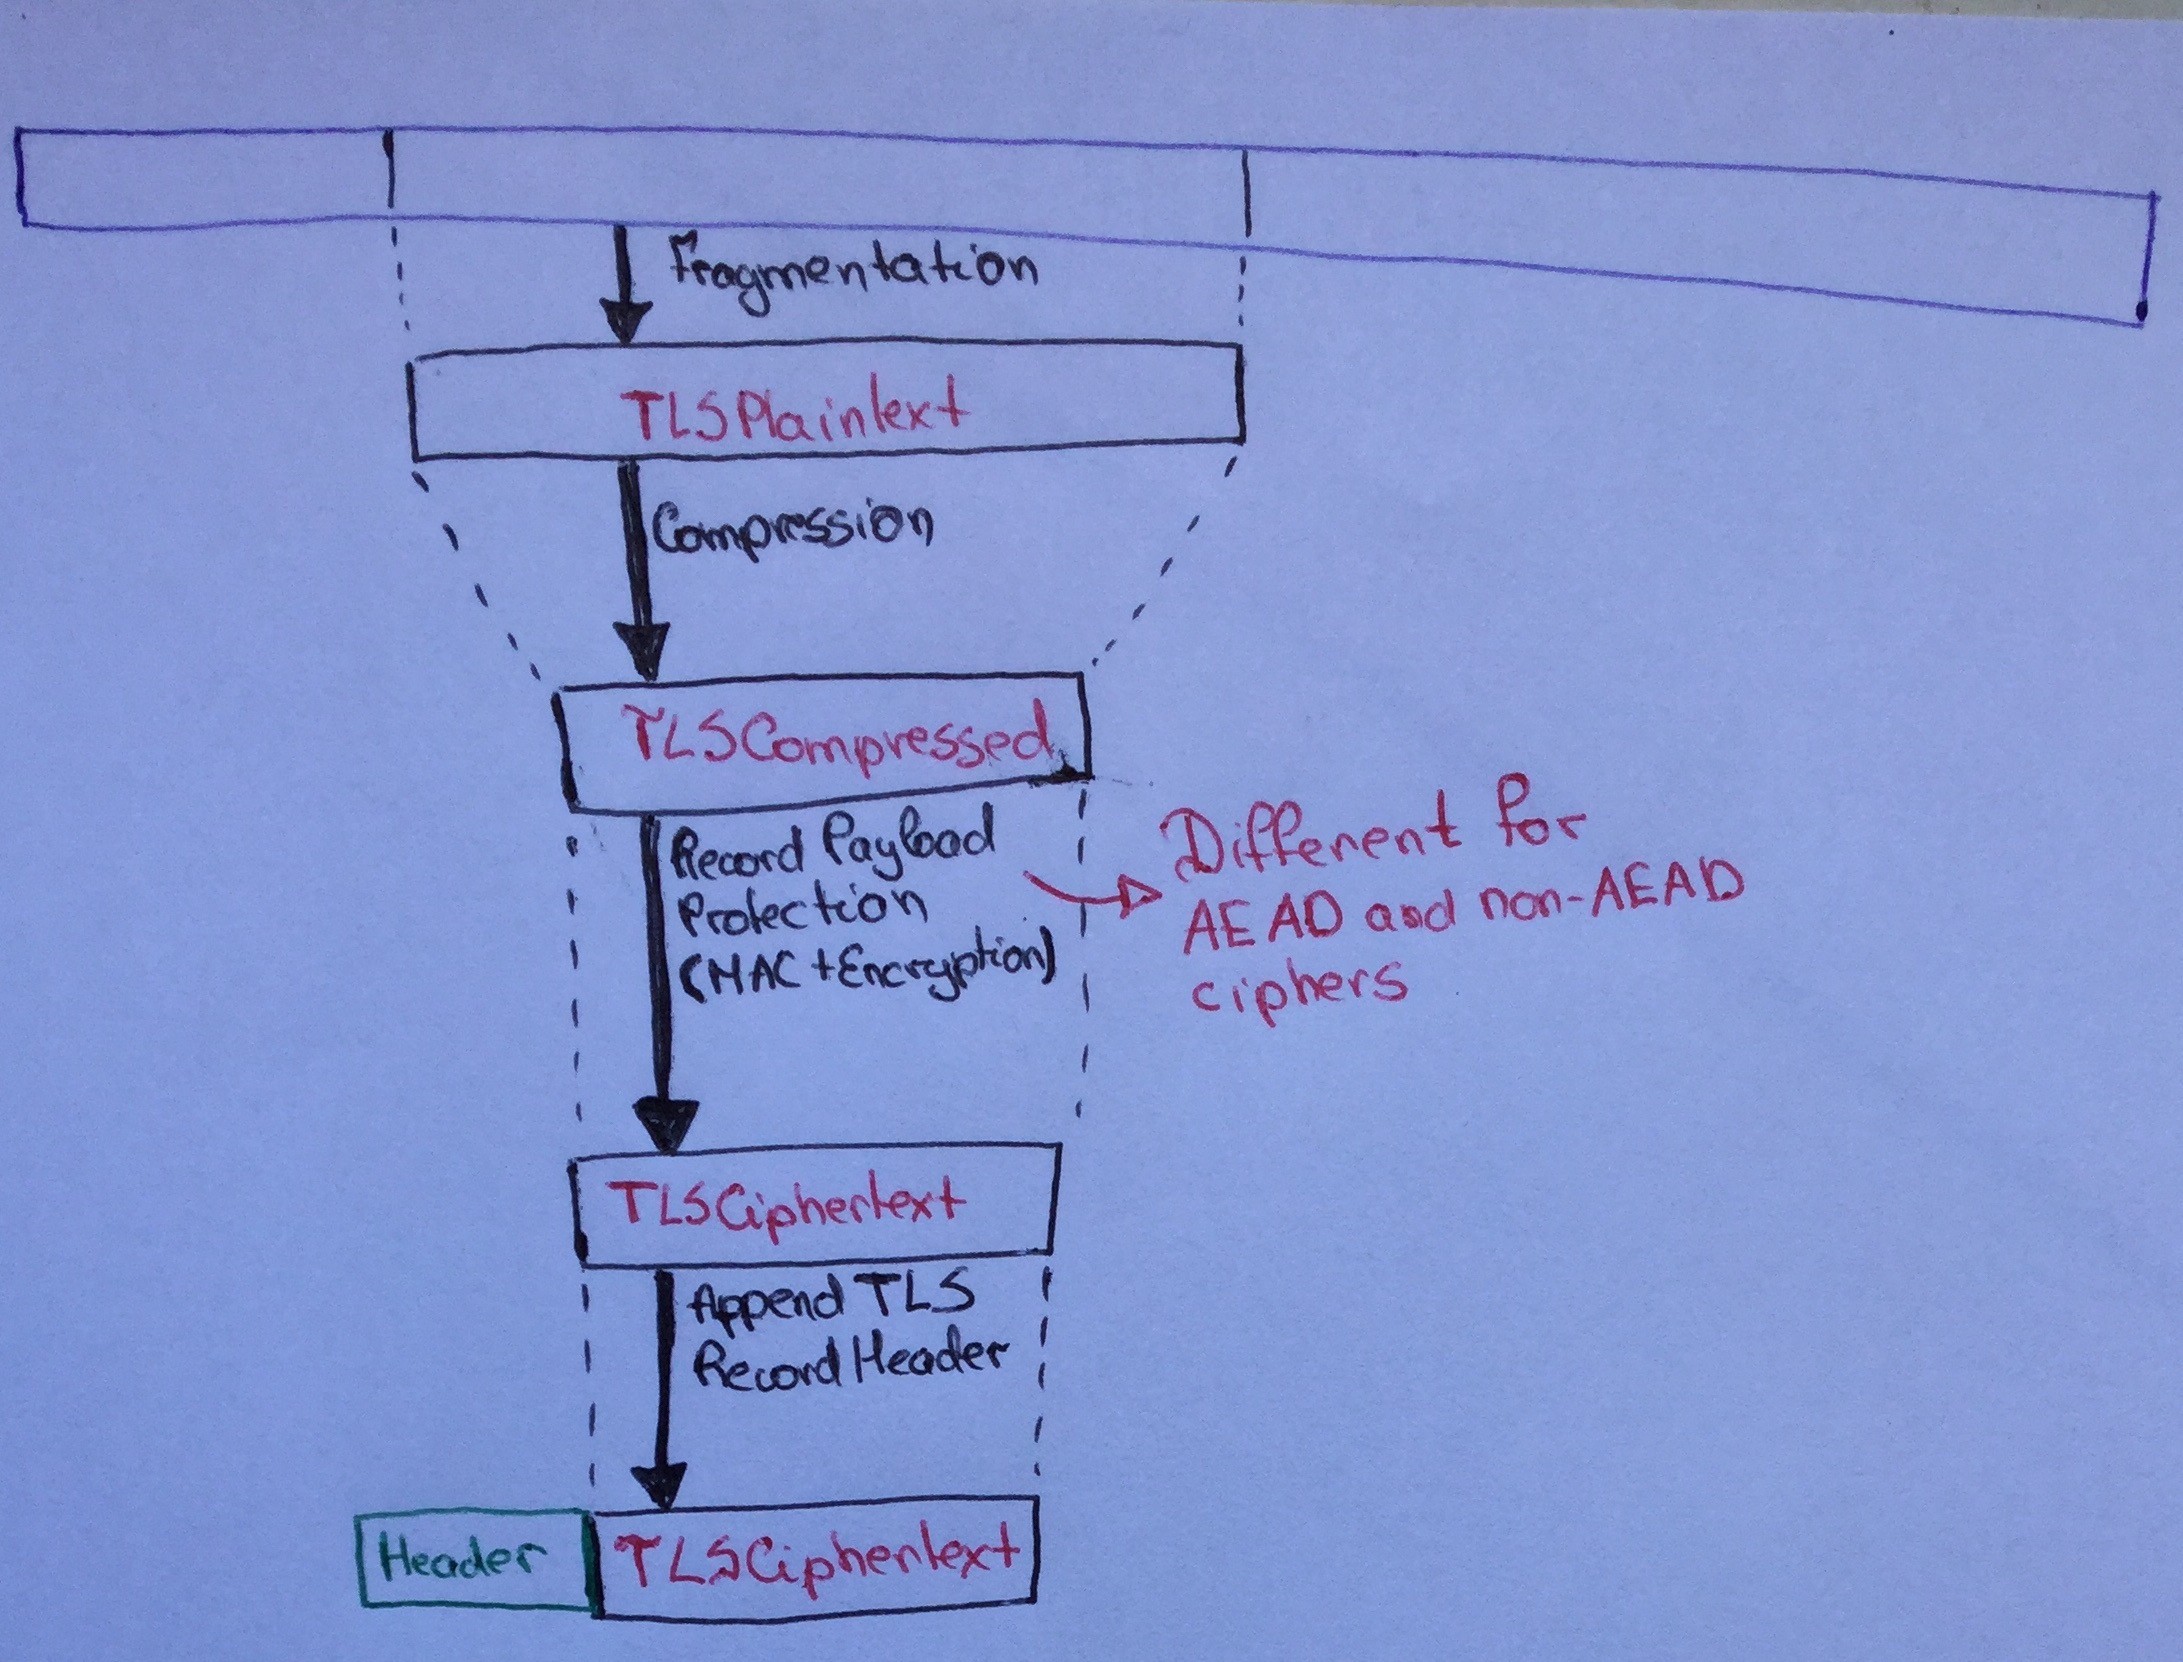 Fragmentation
TLSPlaintext
Compression
TLSCompressed
Record Payload
Protection
(MAC+Encryption)
Different for
AEAD and non-AEAD
ciphers
TLSCiphertext
Append TLS
Record Header
Header
TLSCiphertext